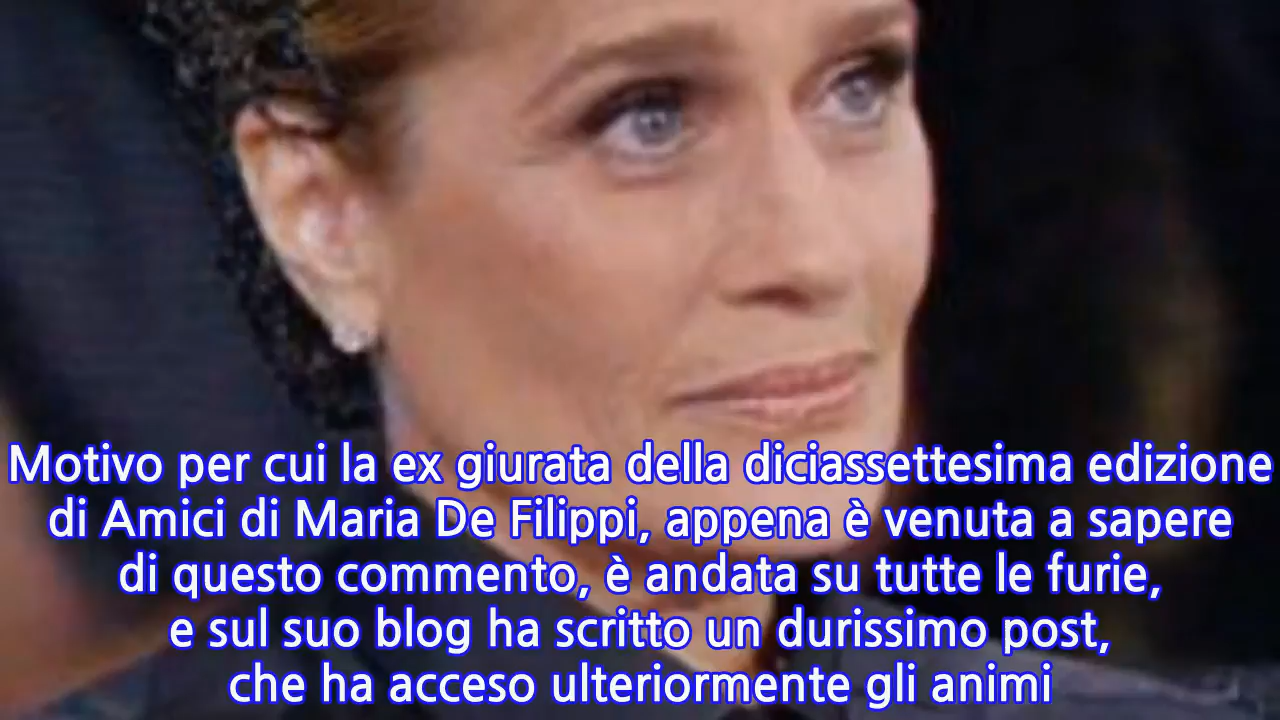 Motivo per cui la ex giurata della diciassettesima edizione
di Amici di Maria De Filippi, appena è venuta a sapere
di questo commento, è andata su tutte le furie,
e sul suo blog ha scritto un durissimo post,
che ha acceso ulteriormente gli animi